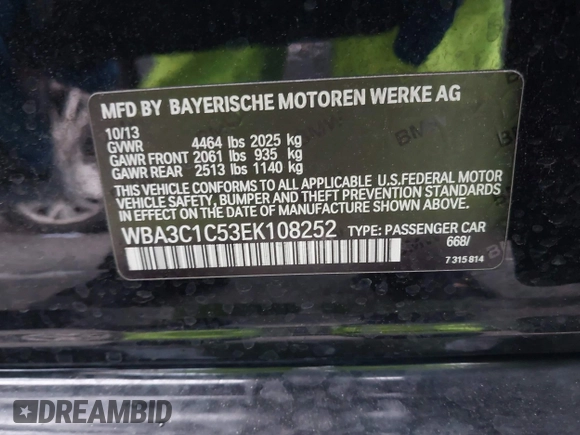 MFD BY BAYERISCHE MOTOREN WERKE AG
10/13
GVWR 4464 lbs 2025 kg
GAWR FRONT 2061 lbs 935 kg
GAWR REAR 2513 lbs 1140 kg
THIS VEHICLE CONFORMS TO ALL APPLICABLE U.S.FEDERAL MOTOR
VEHICLE SAFETY, BUMPER AND THEFT PREVENTION STANDARDS
IN EFFECT ON THE DATE OF MANUFACTURE SHOWN ABOVE.
WBA3C1C53EK108252 TYPE: PASSENGER CAR
668/
7 315 814
DREAMBID